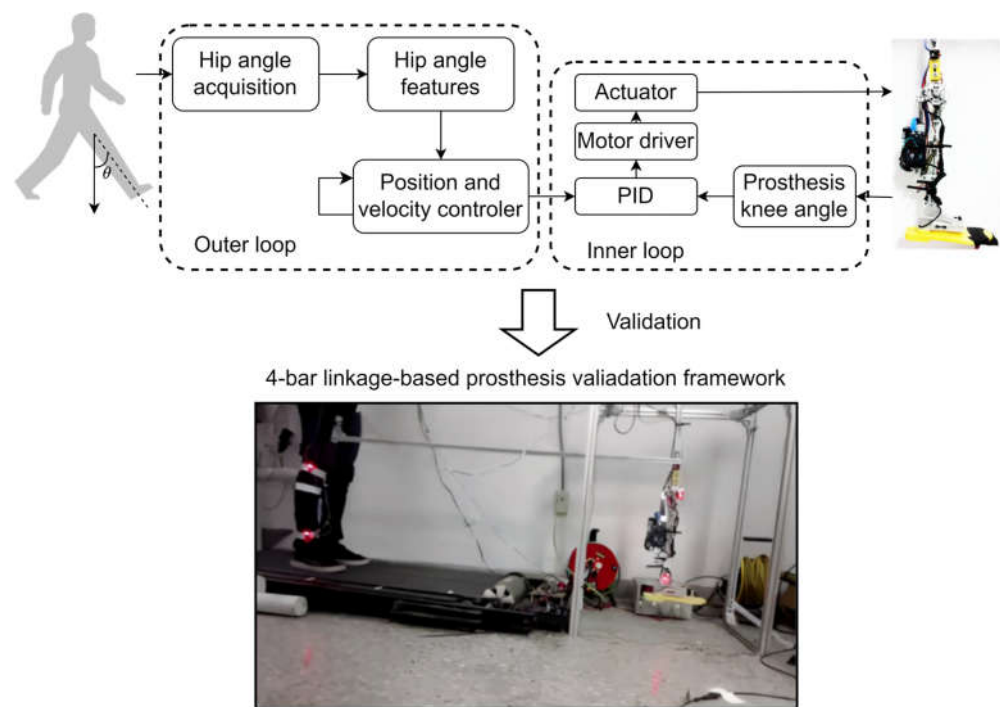 Hip angle
acquisition
Hip angle
features
θ
Position and
velocity controler
Outer loop
Actuator
Motor driver
PID
Prosthesis
knee angle
Inner loop
Validation
4-bar linkage-based prosthesis valiadation framework